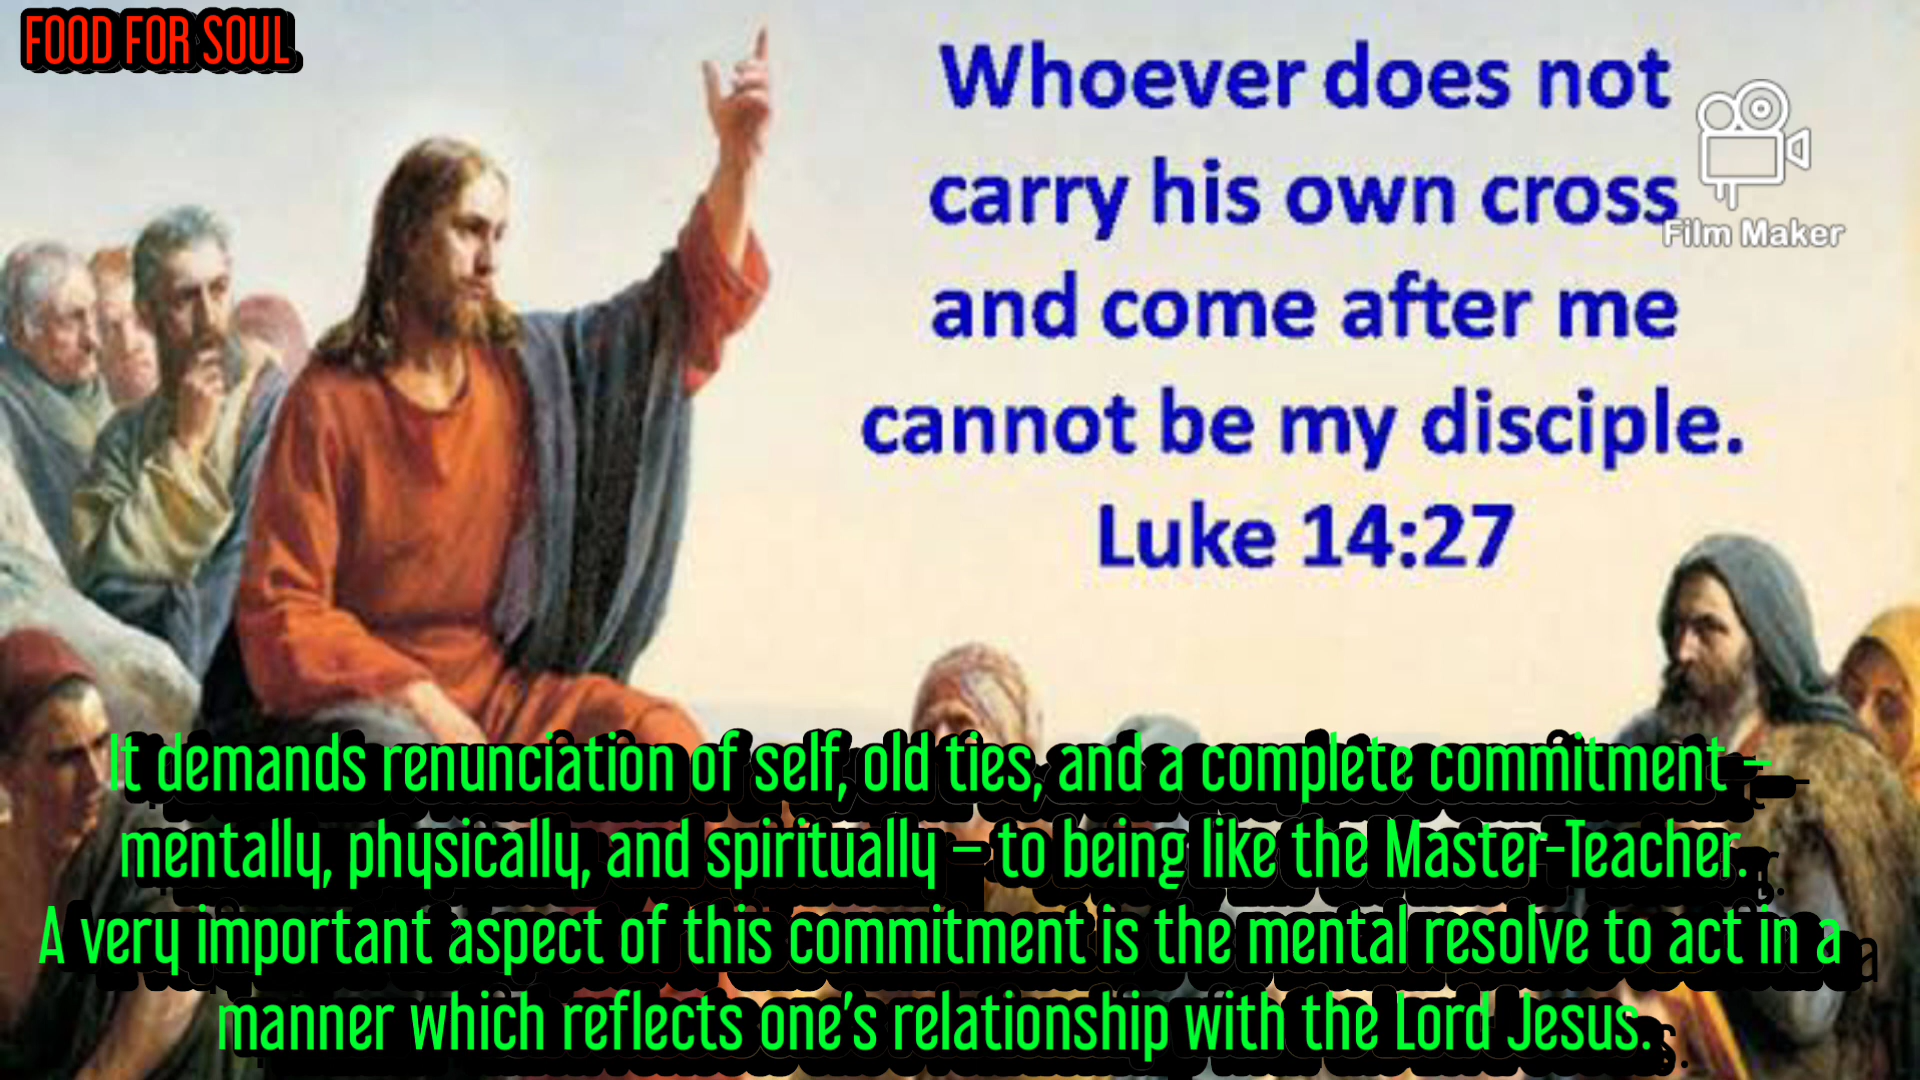 FOOD FOR SOUL
Whoever does not
carry his own cross
Film Maker
and come after me
cannot be my disciple.
Luke 14:27
It demands renunciation of self, old ties, and a complete commitment –
mentally, physically, and spiritually – to being like the Master-Teacher.
A very important aspect of this commitment is the mental resolve to act in a
manner which reflects one's relationship with the Lord Jesus.